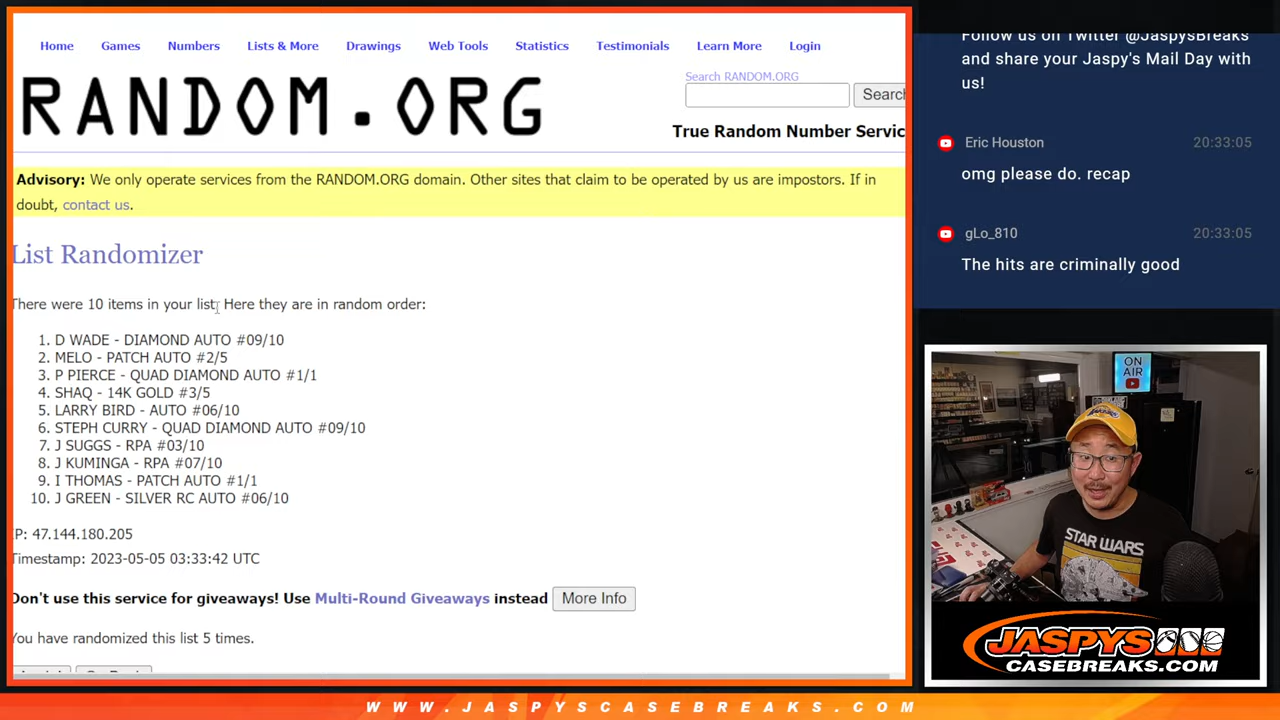 Home Games Numbers Lists & More Drawings Web Tools Statistics Testimonials Learn More Login
RANDOM.ORG
Search RANDOM.ORG
Search
True Random Number Servic
Advisory: We only operate services from the RANDOM.ORG domain. Other sites that claim to be operated by us are impostors. If in
doubt, contact us.
List Randomizer
There were 10 items in your list. Here they are in random order:
1. D WADE - DIAMOND AUTO #09/10
2. MELO - PATCH AUTO #2/5
3. P PIERCE - QUAD DIAMOND AUTO #1/1
4. SHAQ - 14K GOLD #3/5
5. LARRY BIRD - AUTO #06/10
6. STEPH CURRY - QUAD DIAMOND AUTO #09/10
7. J SUGGS - RPA #03/10
8. J KUMINGA - RPA #07/10
9. I THOMAS - PATCH AUTO #1/1
10. J GREEN - SILVER RC AUTO #06/10
IP: 47.144.180.205
Timestamp: 2023-05-05 03:33:42 UTC
Don't use this service for giveaways! Use Multi-Round Giveaways instead More Info
You have randomized this list 5 times.
Follow us on Twitter @JaspysBreaks
and share your Jaspy's Mail Day with
us!
Eric Houston 20:33:05
omg please do. recap
gLo_810 20:33:05
The hits are criminally good
ON
AIR
STAR WARS
JASPYS
CASEBREAKS.COM
WWW.JASPYSCASEBREAKS.COM